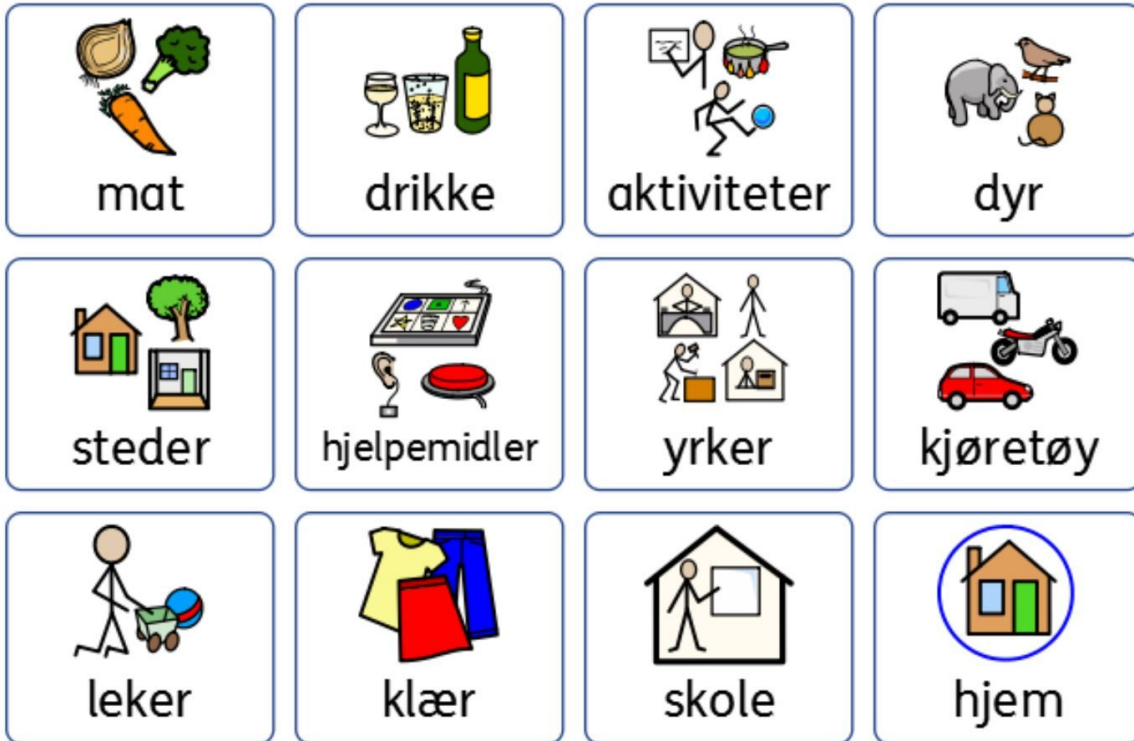 mat
drikke
aktiviteter
dyr
steder
hjelpemidler
yrker
kjøretøy
leker
klær
skole
hjem